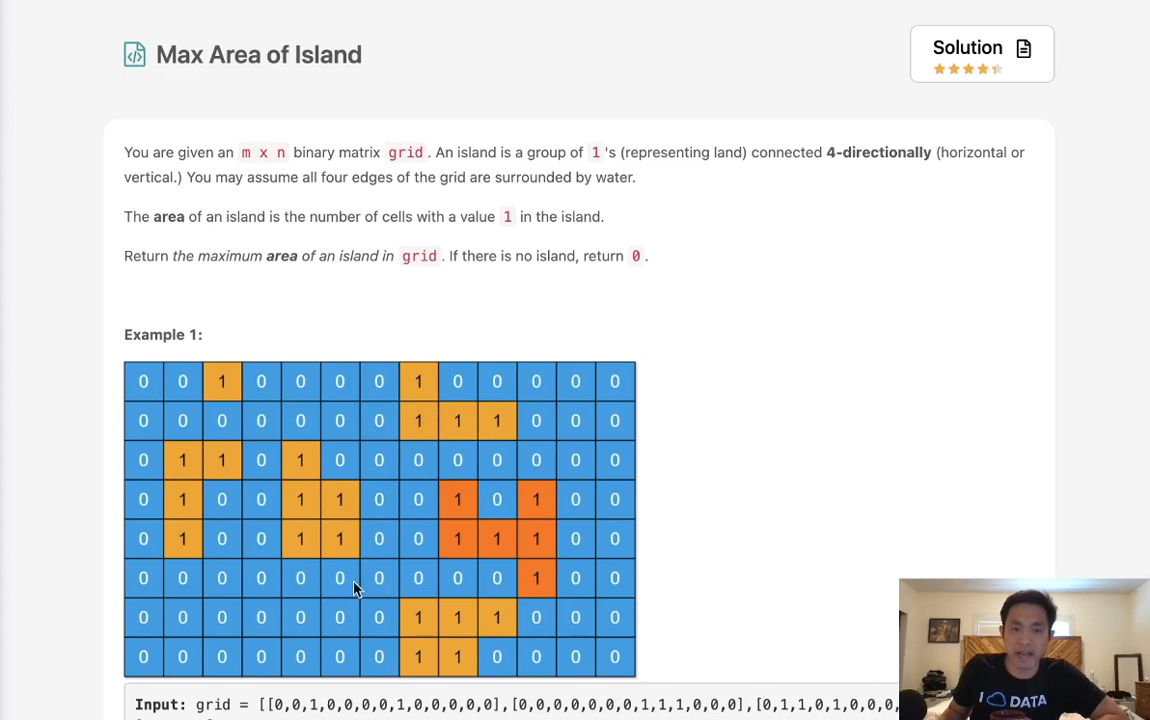 Max Area of Island
Solution
You are given an m x n binary matrix grid. An island is a group of 1's (representing land) connected 4-directionally (horizontal or
vertical.) You may assume all four edges of the grid are surrounded by water.
The area of an island is the number of cells with a value 1 in the island.
Return the maximum area of an island in grid. If there is no island, return 0.
Example 1:
0 0 1 0 0 0 0 1 0 0 0 0 0
0 0 0 0 0 0 0 1 1 1 0 0 0
0 1 1 0 1 0 0 0 0 0 0 0 0
0 1 0 0 1 1 0 0 1 0 1 0 0
0 1 0 0 1 1 0 0 1 1 1 0 0
0 0 0 0 0 0 0 0 0 0 1 0 0
0 0 0 0 0 0 0 1 1 1 0 0 0
0 0 0 0 0 0 0 1 1 0 0 0 0
Input: grid = [[0,0,1,0,0,0,0,1,0,0,0,0,0],[0,0,0,0,0,0,0,1,1,1,0,0,0],[0,1,1,0,1,0,0,0,
I DATA